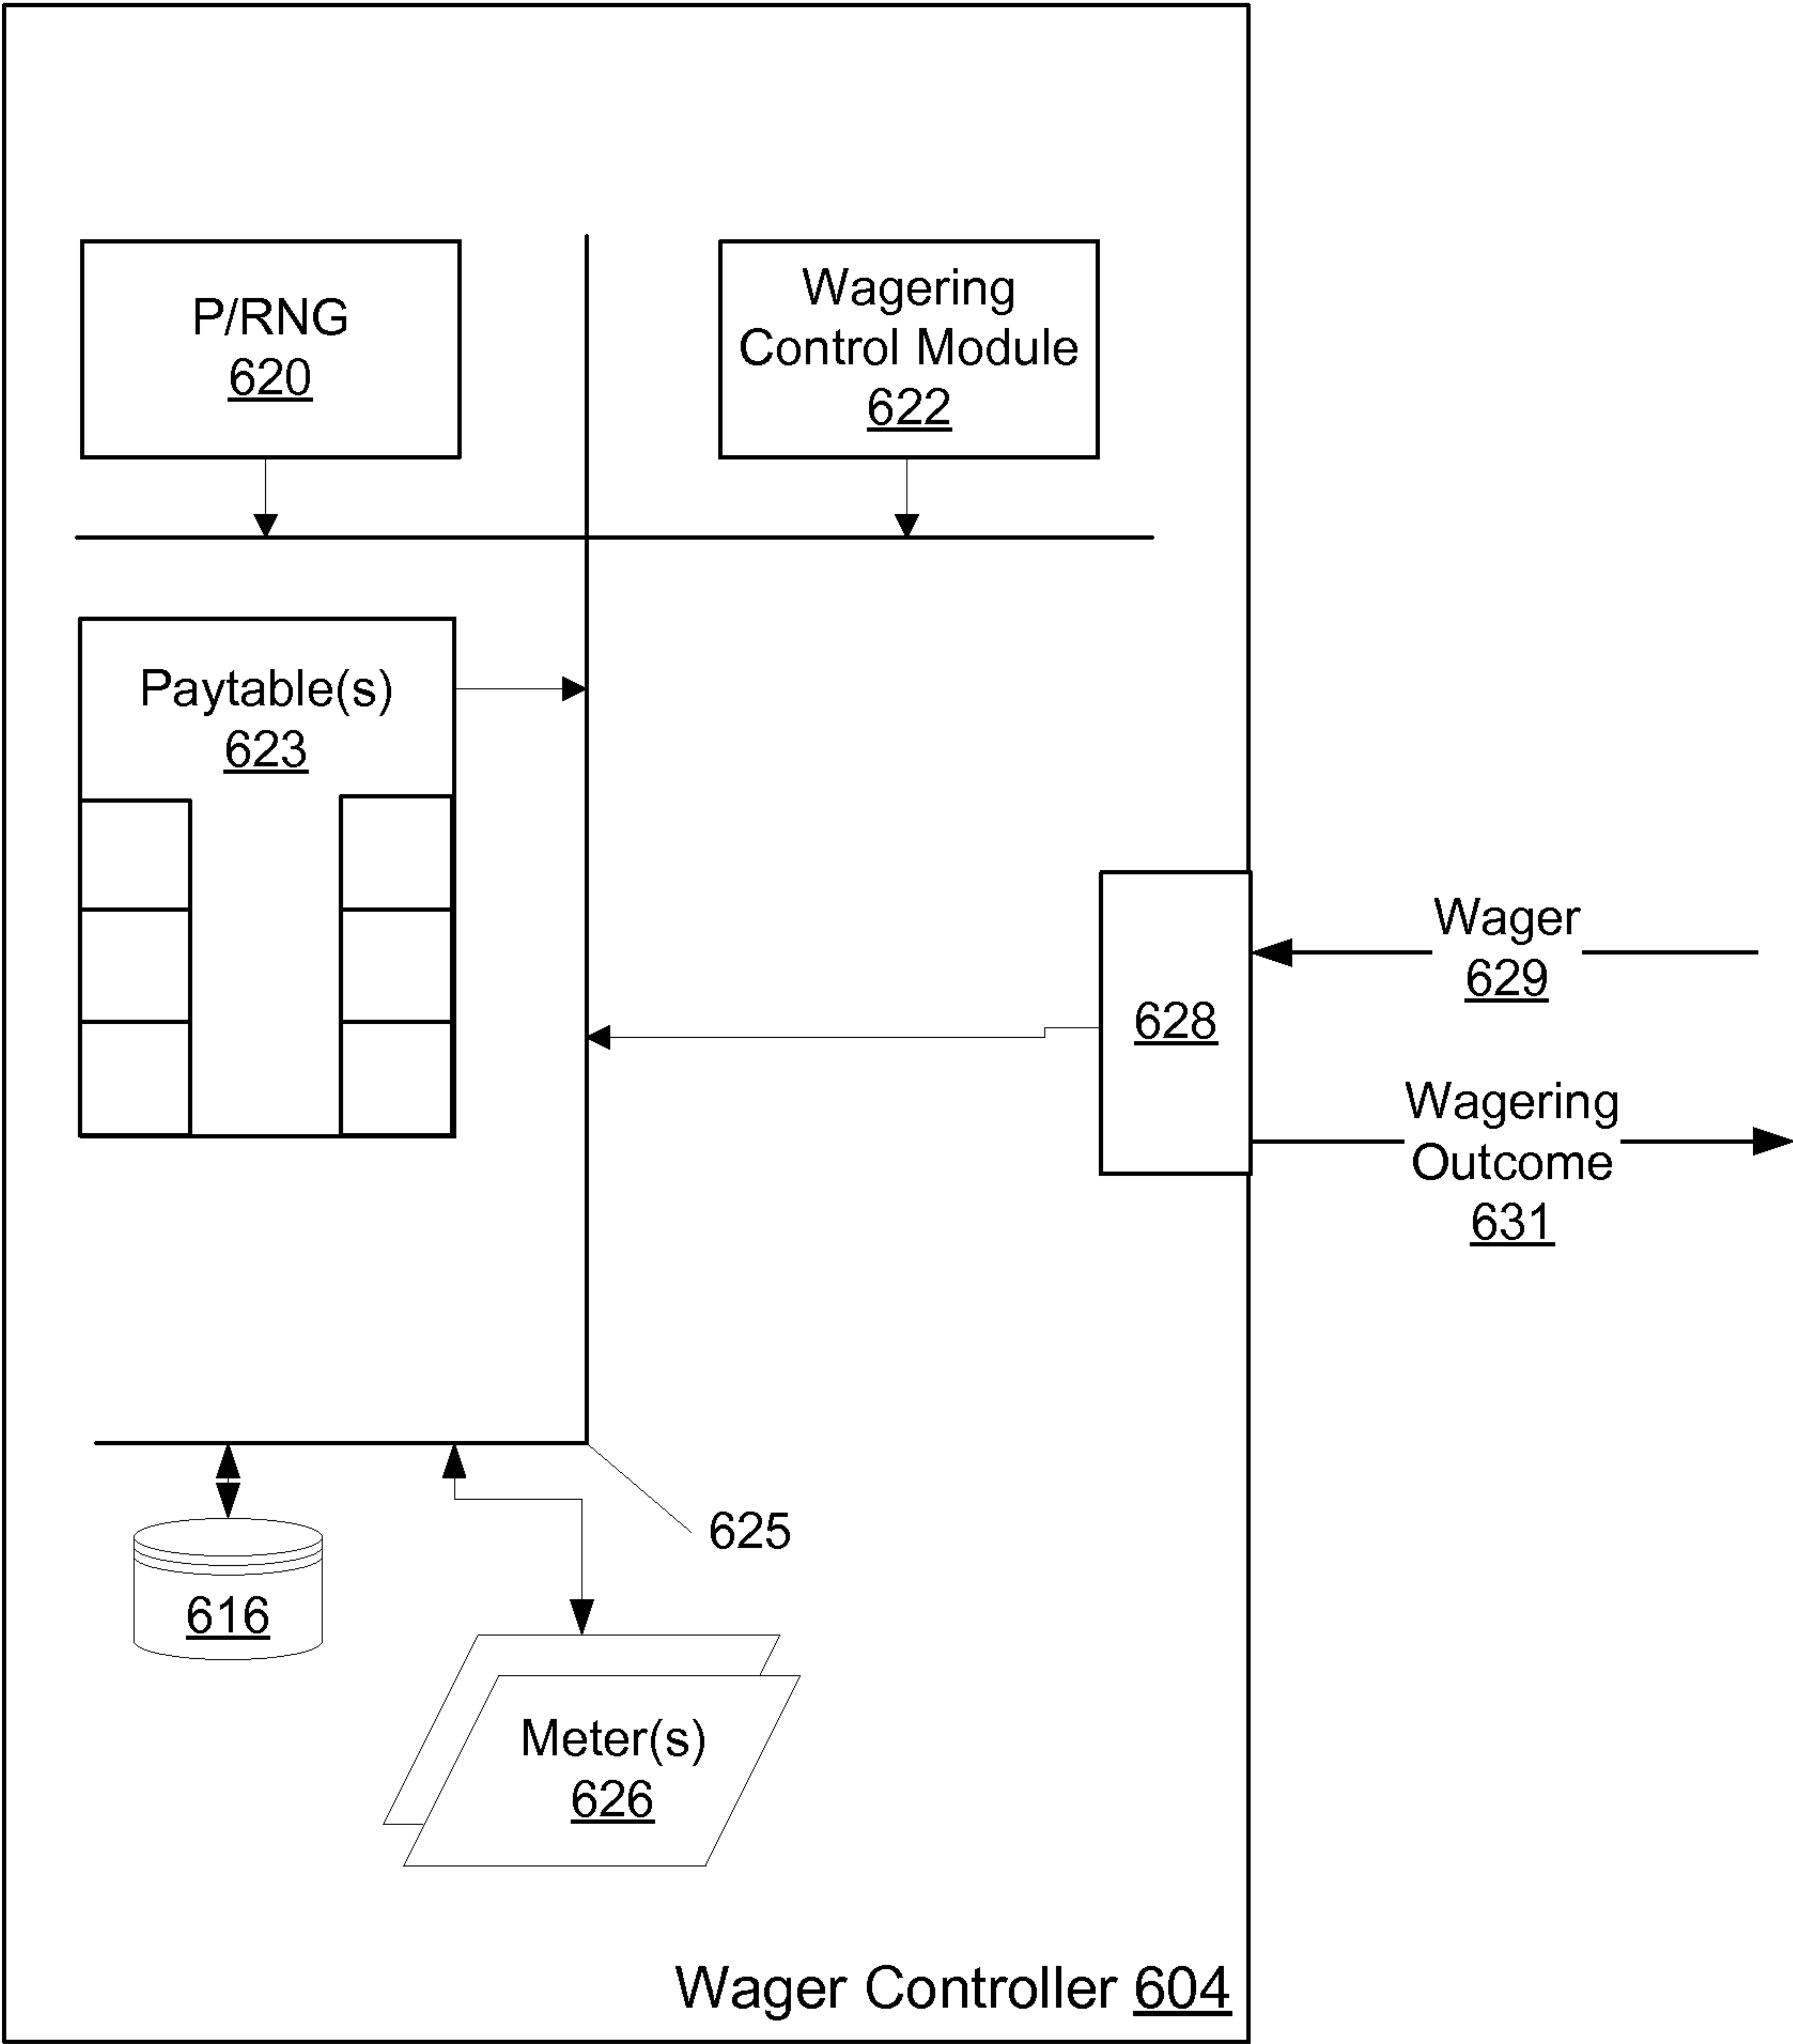 P/RNG
620
Wagering
Control Module
622
Paytable(s)
623
Wager
629
628
Wagering
Outcome
631
625
616
Meter(s)
626
Wager Controller 604